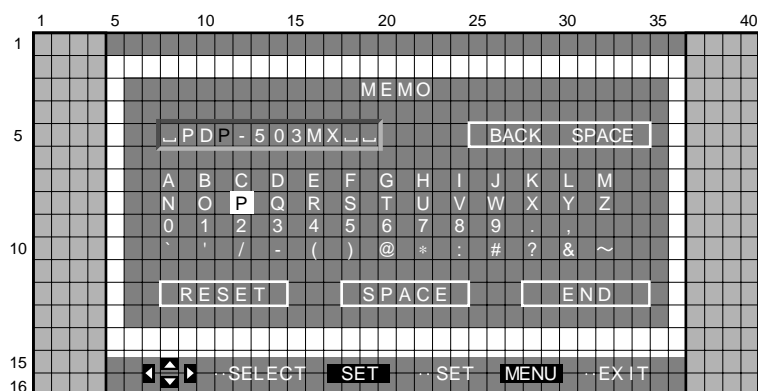 1 5 10 15 20 25 30 35 40
1
MEMO
5 ␣PDP-503MX␣␣ BACK SPACE
A B C D E F G H I J K L M
N O P Q R S T U V W X Y Z
0 1 2 3 4 5 6 7 8 9 . ,
10 ` ' / - ( ) @ * : # ? & ~
RESET SPACE END
15
··SELECT SET ··SET MENU ··EXIT
16